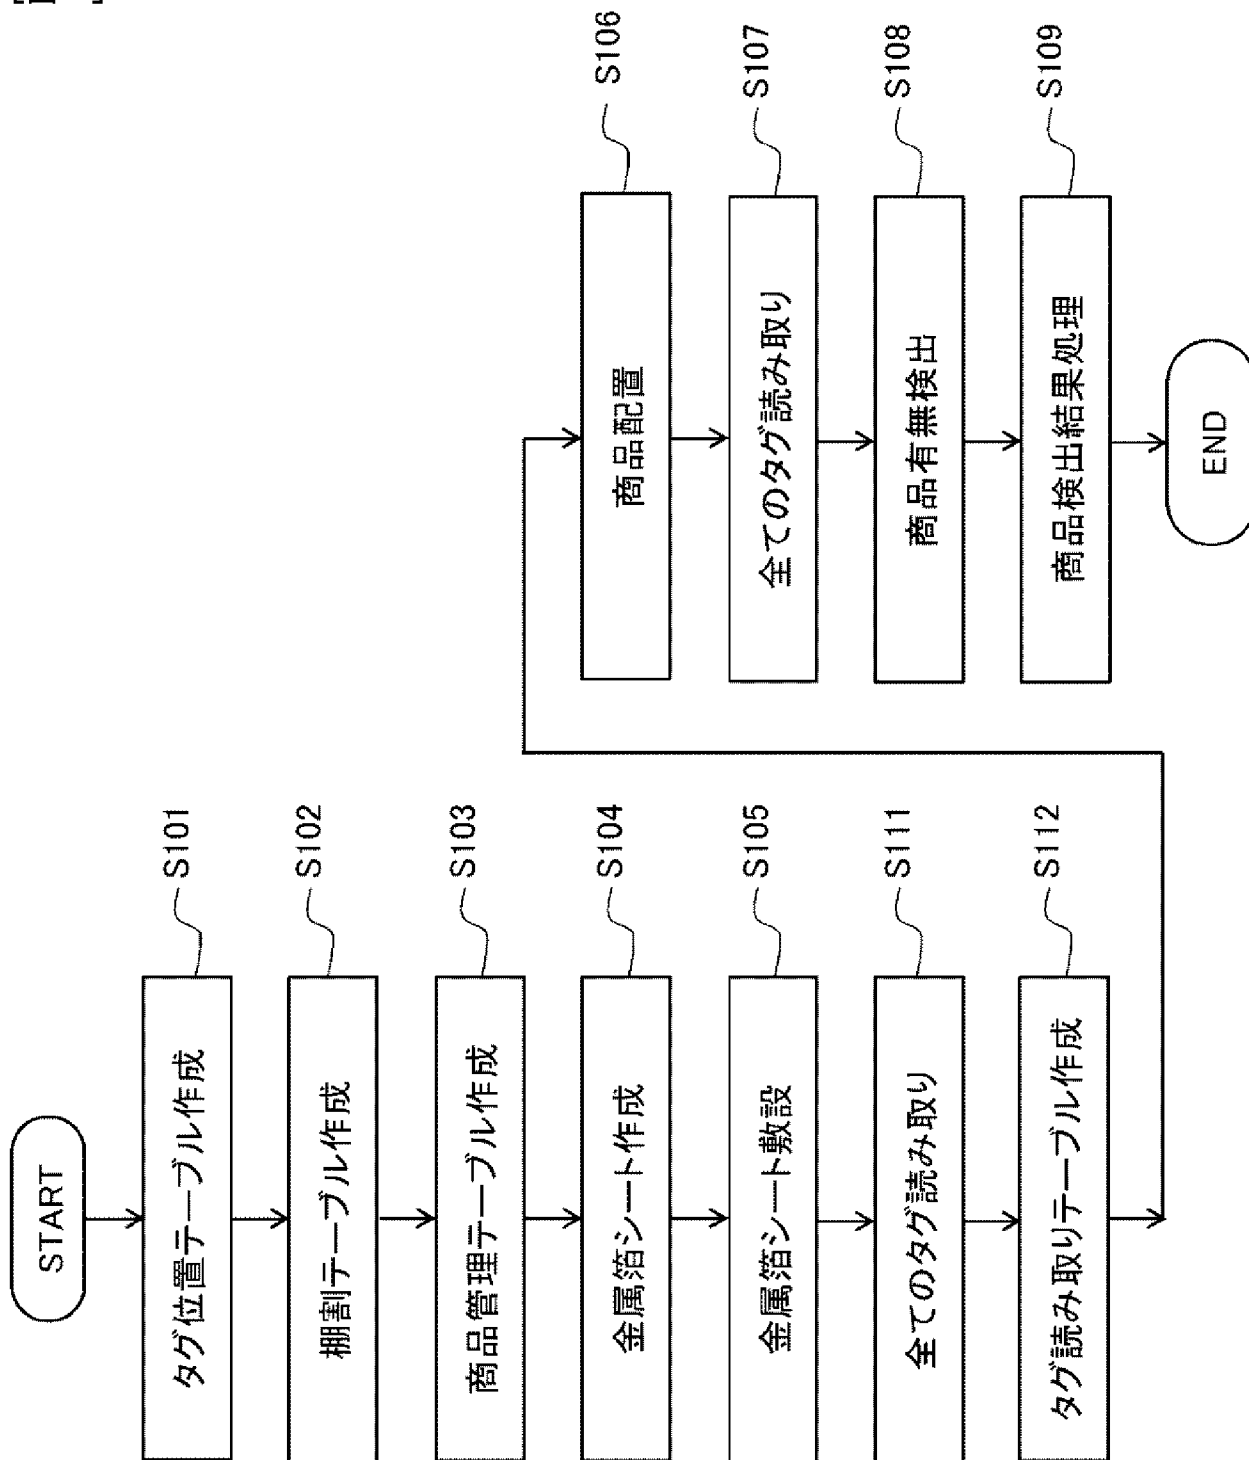 START
タグ位置テーブル作成
S101
棚割テーブル作成
S102
商品管理テーブル作成
S103
金属箔シート作成
S104
金属箔シート敷設
S105
全てのタグ読み取り
S111
タグ読み取りテーブル作成
S112
商品配置
S106
全てのタグ読み取り
S107
商品有無検出
S108
商品検出結果処理
S109
END